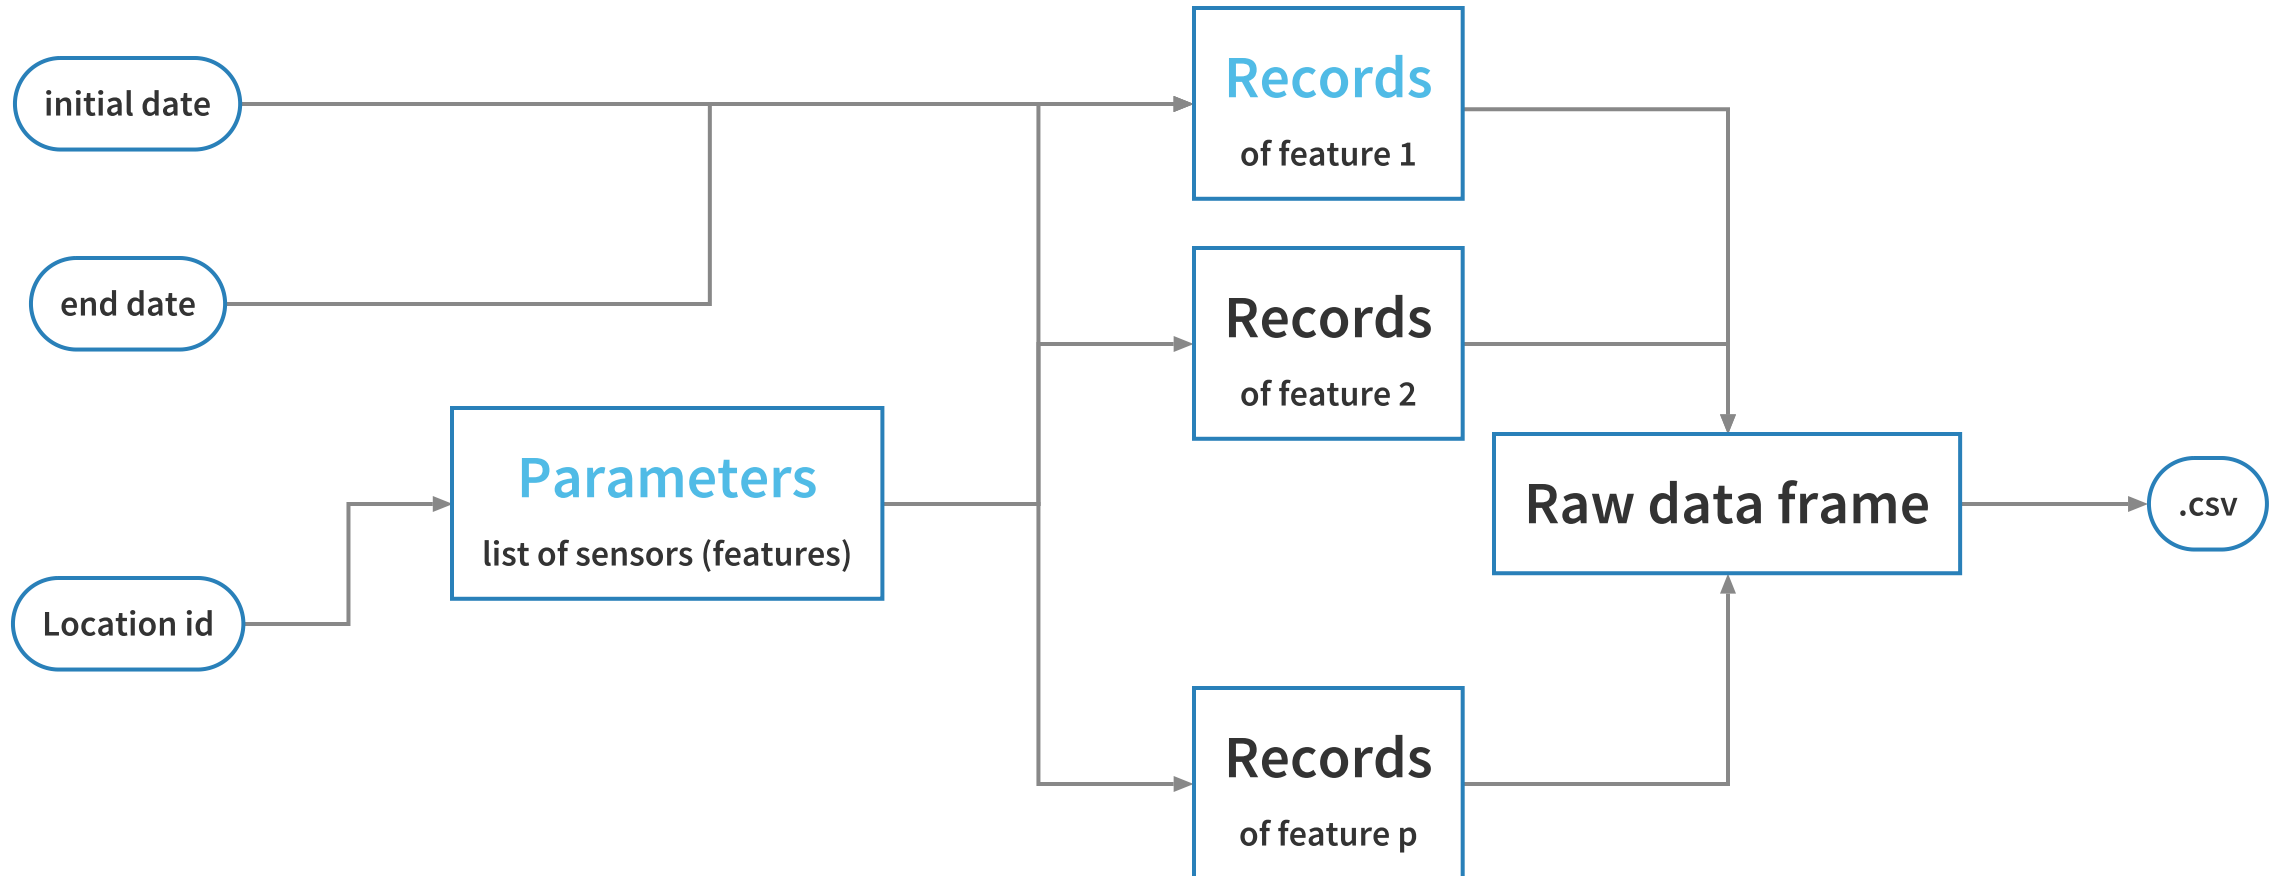 initial date
end date
Location id
Parameters
list of sensors (features)
Records
of feature 1
Records
of feature 2
Records
of feature p
Raw data frame
.csv